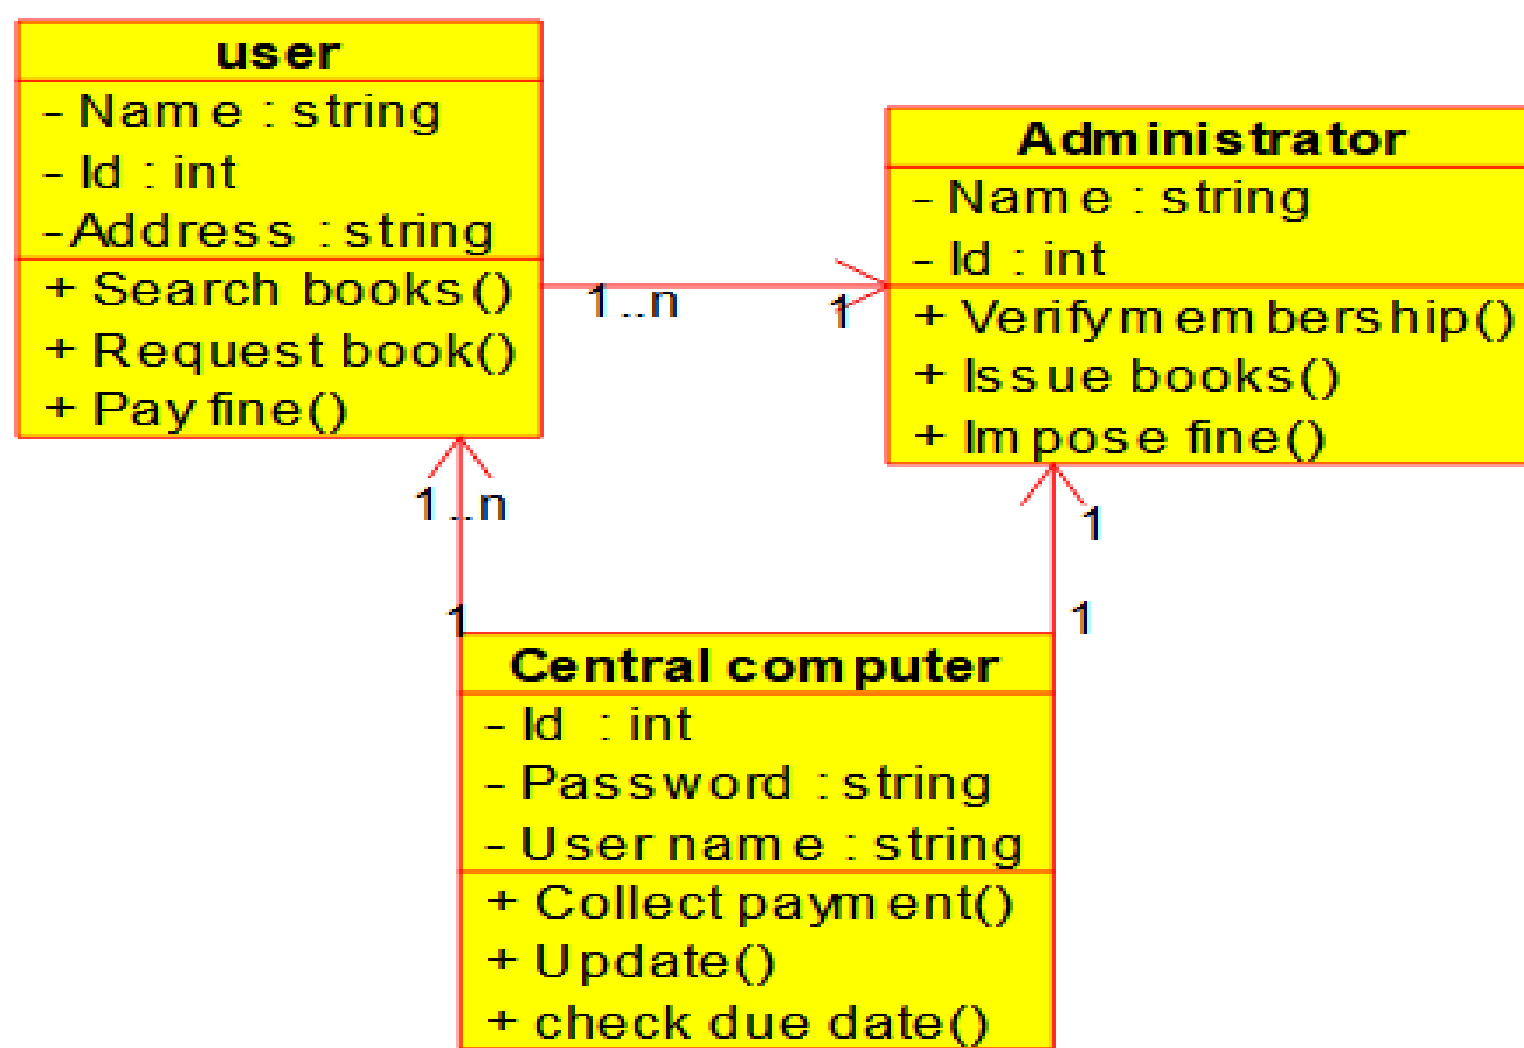 user
- Name : string
- Id : int
-Address : string
+ Search books()
+ Request book()
+ Pay fine()
Administrator
- Name : string
- Id : int
+ Verifymembership()
+ Issue books()
+ Impose fine()
1..n
1
1..n
1
1
1
Central computer
- Id : int
- Password : string
- User name : string
+ Collect payment()
+ Update()
+ check due date()